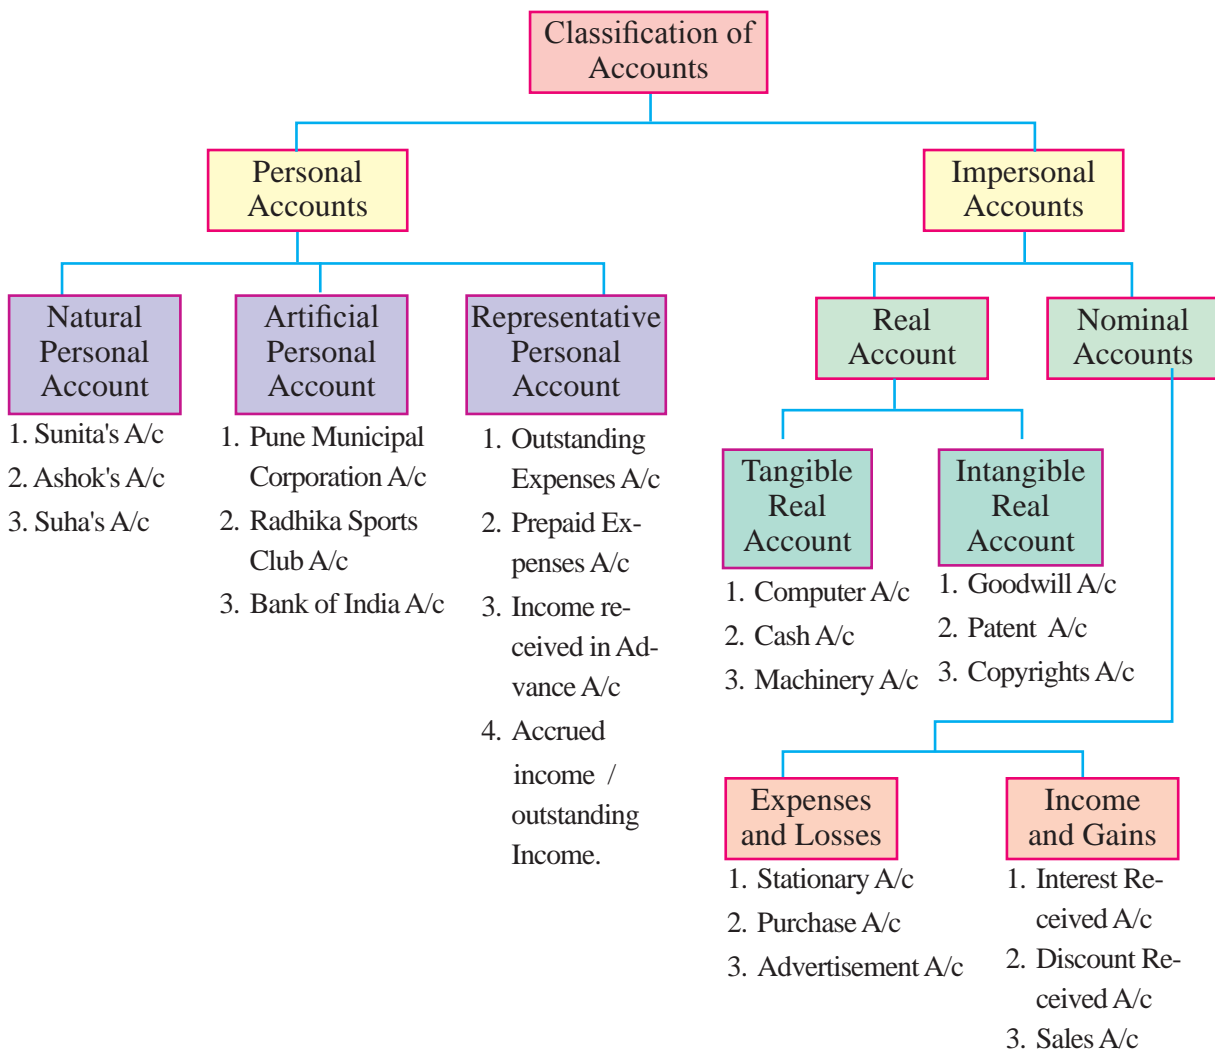 Classification of
Accounts
Personal
Accounts
Impersonal
Accounts
Natural
Personal
Account
1. Sunita's A/c
2. Ashok's A/c
3. Suha's A/c
Artificial
Personal
Account
1. Pune Municipal
Corporation A/c
2. Radhika Sports
Club A/c
3. Bank of India A/c
Representative
Personal
Account
1. Outstanding
Expenses A/c
2. Prepaid Ex-
penses A/c
3. Income re-
ceived in Ad-
vance A/c
4. Accrued
income /
outstanding
Income.
Real
Account
Nominal
Accounts
Tangible
Real
Account
1. Computer A/c
2. Cash A/c
3. Machinery A/c
Intangible
Real
Account
1. Goodwill A/c
2. Patent A/c
3. Copyrights A/c
Expenses
and Losses
1. Stationary A/c
2. Purchase A/c
3. Advertisement A/c
Income
and Gains
1. Interest Re-
ceived A/c
2. Discount Re-
ceived A/c
3. Sales A/c